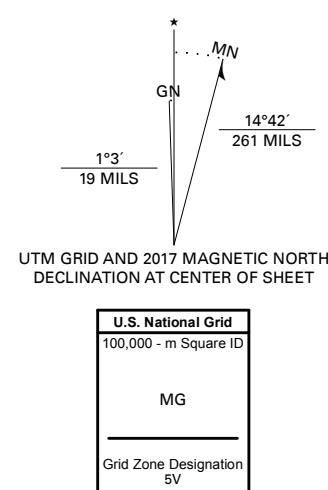 ★
MN
GN
14°42´
261 MILS
1°3´
19 MILS
UTM GRID AND 2017 MAGNETIC NORTH
DECLINATION AT CENTER OF SHEET
U.S. National Grid
100,000 - m Square ID
MG
Grid Zone Designation
5V